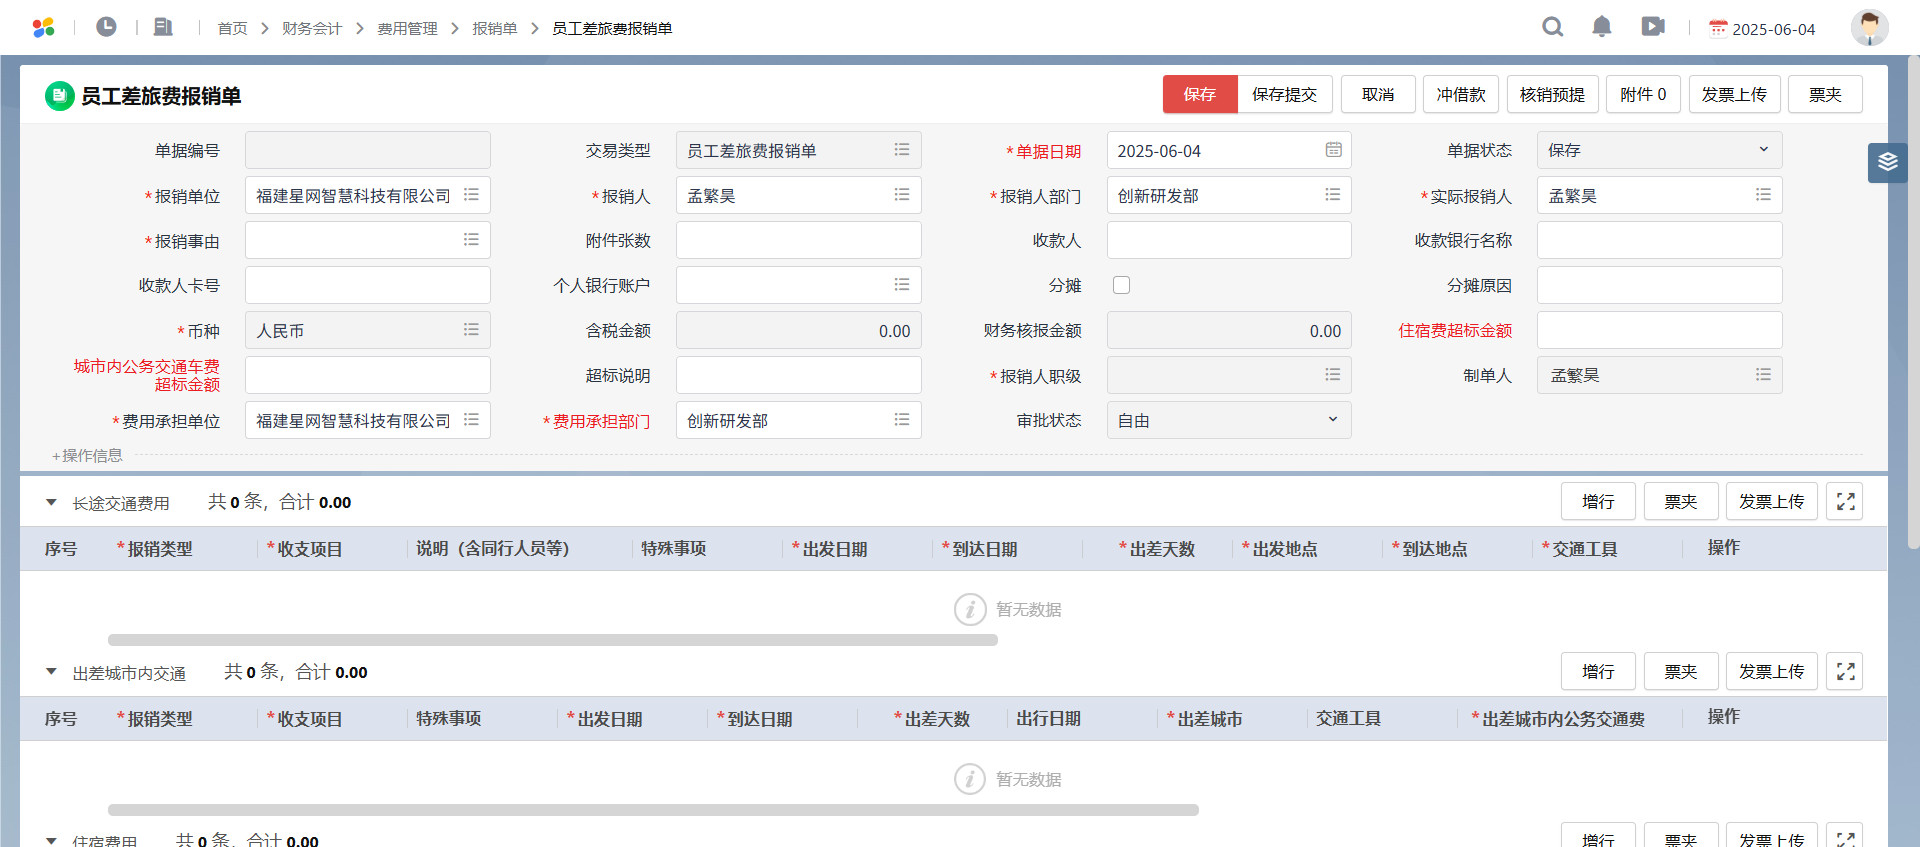 首页 > 财务会计 > 费用管理 > 报销单 > 员工差旅费报销单 2025-06-04
员工差旅费报销单 保存 保存提交 取消 冲借款 核销预提 附件 0 发票上传 票夹
单据编号 交易类型 员工差旅费报销单 *单据日期 2025-06-04 单据状态 保存
*报销单位 福建星网智慧科技有限公司 *报销人 孟繁昊 *报销人部门 创新研发部 *实际报销人 孟繁昊
*报销事由 附件张数 收款人 收款银行名称
收款人卡号 个人银行账户 分摊 分摊原因
*币种 人民币 含税金额 0.00 财务核报金额 0.00 住宿费超标金额
城市内公务交通车费
超标金额 超标说明 *报销人职级 制单人 孟繁昊
*费用承担单位 福建星网智慧科技有限公司 *费用承担部门 创新研发部 审批状态 自由
+操作信息
长途交通费用 共 0 条, 合计 0.00 增行 票夹 发票上传
序号 *报销类型 *收支项目 说明（含同行人员等） 特殊事项 *出发日期 *到达日期 *出差天数 *出发地点 *到达地点 *交通工具 操作
暂无数据
出差城市内交通 共 0 条, 合计 0.00 增行 票夹 发票上传
序号 *报销类型 *收支项目 特殊事项 *出发日期 *到达日期 *出差天数 出行日期 *出差城市 交通工具 *出差城市内公务交通费 操作
暂无数据
住宿费用 共 0 条, 合计 0.00 增行 票夹 发票上传